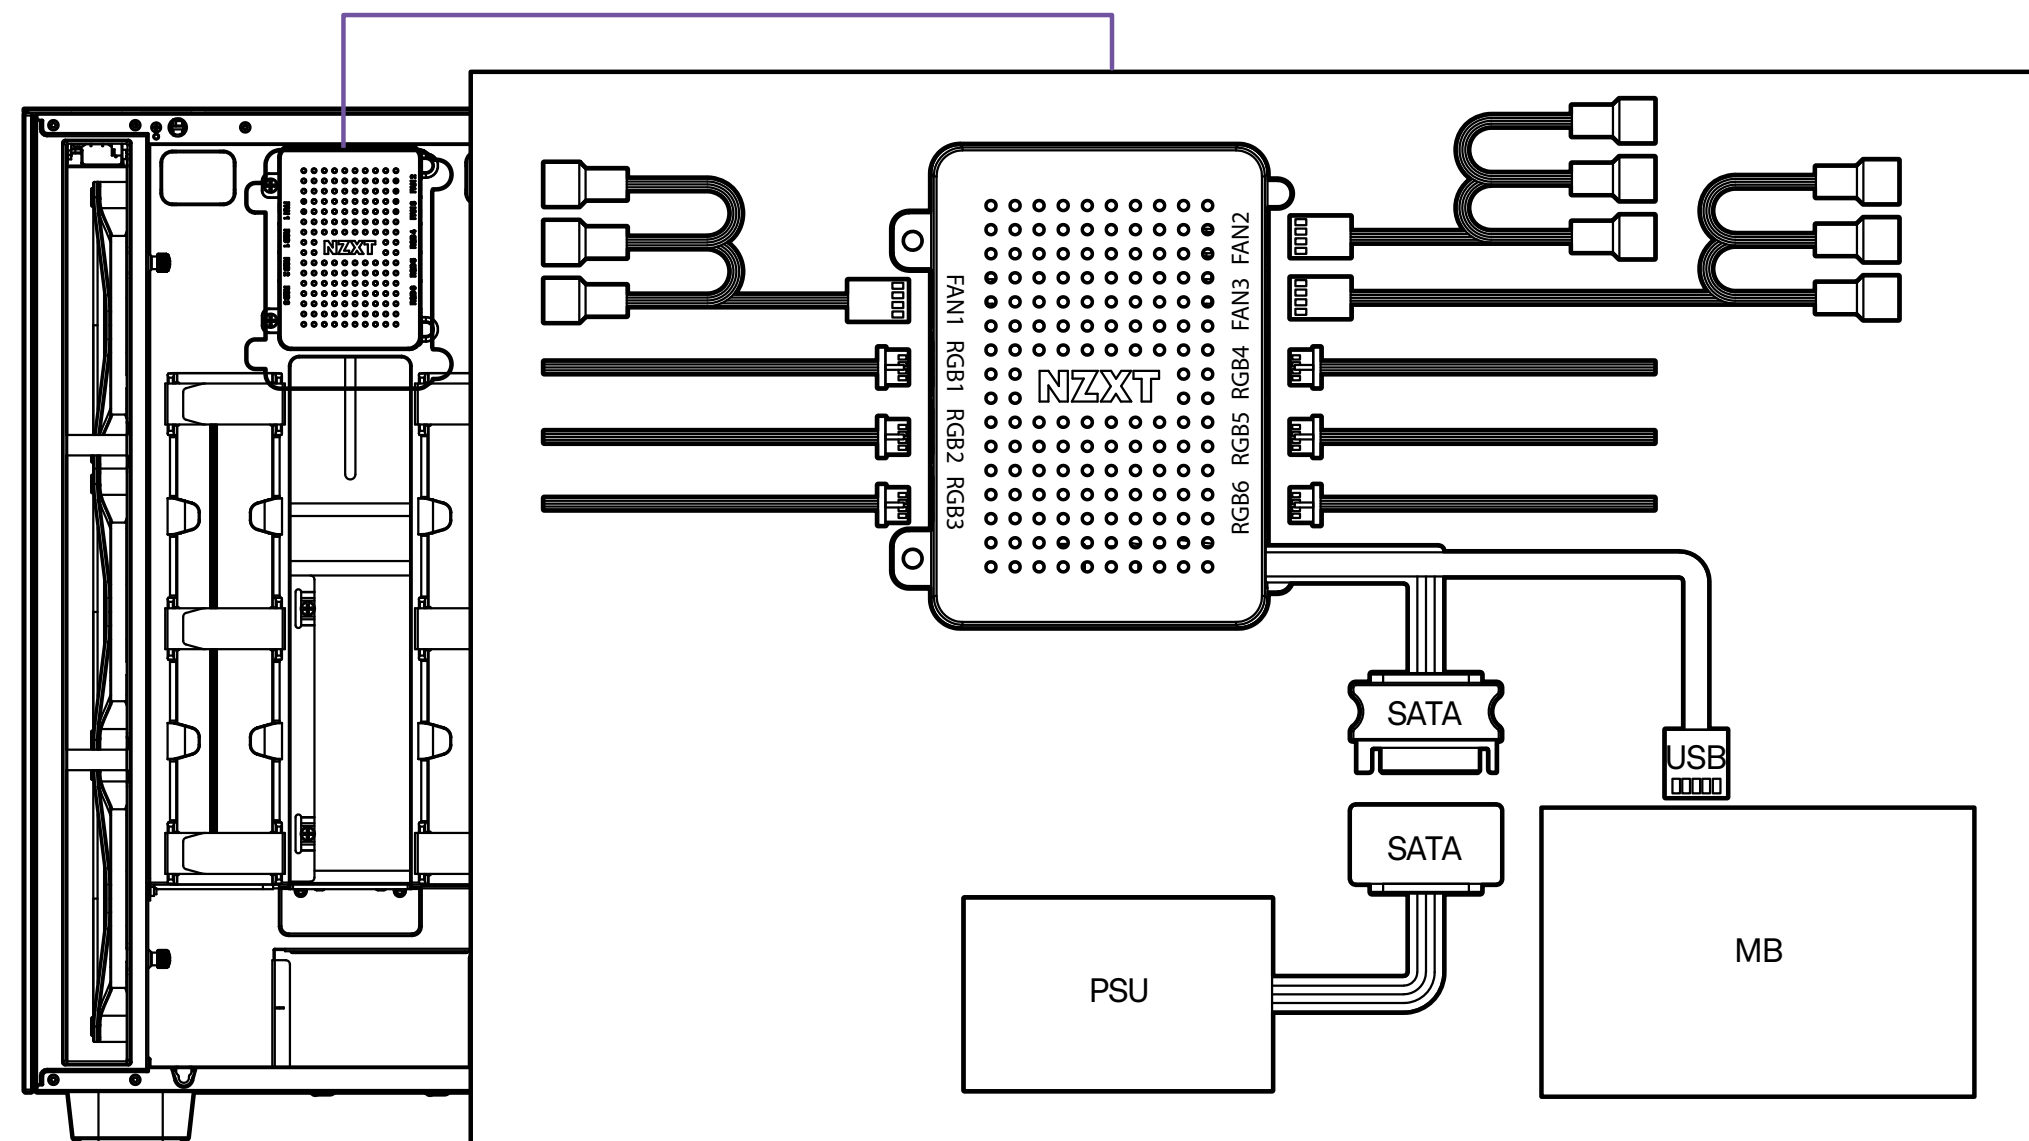 NZXT
FAN1
RGB1
RGB2
RGB3
NZXT
FAN2
FAN3
RGB4
RGB5
RGB6
SATA
USB
SATA
PSU
MB